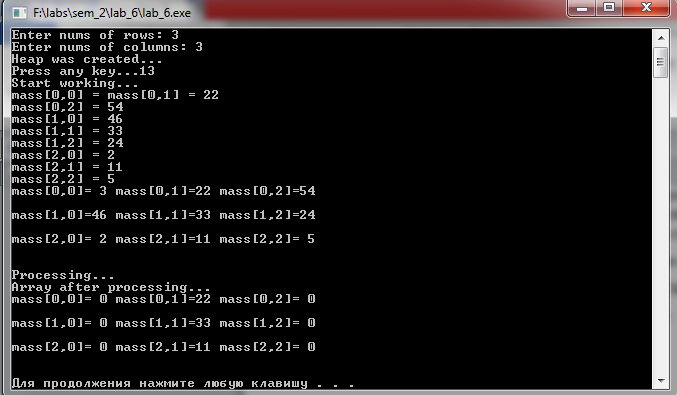 F:\labs\sem_2\lab_6\lab_6.exe
Enter nums of rows: 3
Enter nums of columns: 3
Heap was created...
Press any key...13
Start working...
mass[0,0] = mass[0,1] = 22
mass[0,2] = 54
mass[1,0] = 46
mass[1,1] = 33
mass[1,2] = 24
mass[2,0] = 2
mass[2,1] = 11
mass[2,2] = 5
mass[0,0]= 3 mass[0,1]=22 mass[0,2]=54
mass[1,0]=46 mass[1,1]=33 mass[1,2]=24
mass[2,0]= 2 mass[2,1]=11 mass[2,2]= 5
Processing...
Array after processing...
mass[0,0]= 0 mass[0,1]=22 mass[0,2]= 0
mass[1,0]= 0 mass[1,1]=33 mass[1,2]= 0
mass[2,0]= 0 mass[2,1]=11 mass[2,2]= 0
Для продолжения нажмите любую клавишу . . .